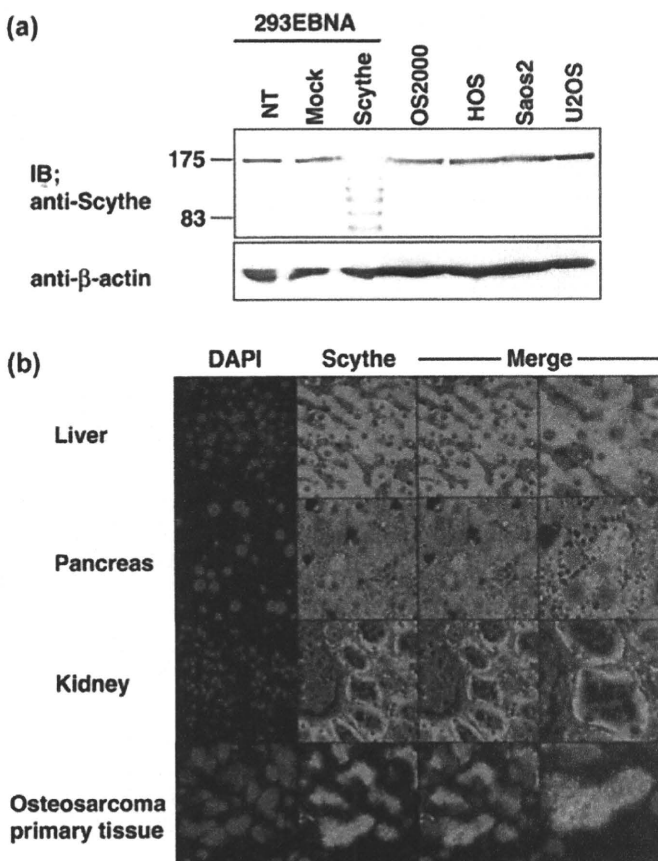 (a)
293EBNA
NT
Mock
Scythe
OS2000
HOS
Saos2
U2OS
IB;
anti-Scythe
175
83
anti-β-actin
(b)
DAPI
Scythe
Merge
Liver
Pancreas
Kidney
Osteosarcoma
primary tissue